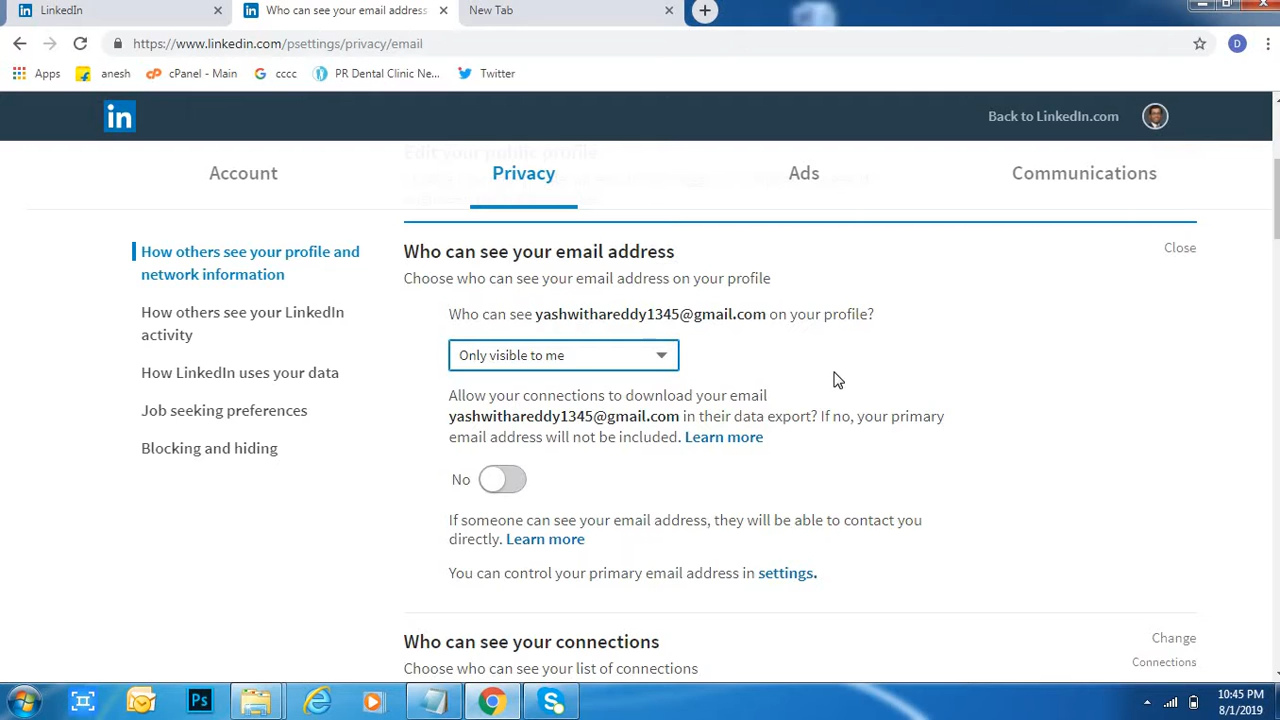 LinkedIn
Who can see your email address
New Tab
https://www.linkedin.com/psettings/privacy/email
D
Apps
anesh
cPanel - Main
cccc
PR Dental Clinic Ne...
Twitter
in
Back to LinkedIn.com
Edit your public profile
Account
Privacy
Ads
Communications
How others see your profile and
network information
How others see your LinkedIn
activity
How LinkedIn uses your data
Job seeking preferences
Blocking and hiding
Who can see your email address
Close
Choose who can see your email address on your profile
Who can see yashwithareddy1345@gmail.com on your profile?
Only visible to me
Allow your connections to download your email
yashwithareddy1345@gmail.com in their data export? If no, your primary
email address will not be included. Learn more
No
If someone can see your email address, they will be able to contact you
directly. Learn more
You can control your primary email address in settings.
Who can see your connections
Change
Choose who can see your list of connections
Connections
Ps
10:45 PM
8/1/2019